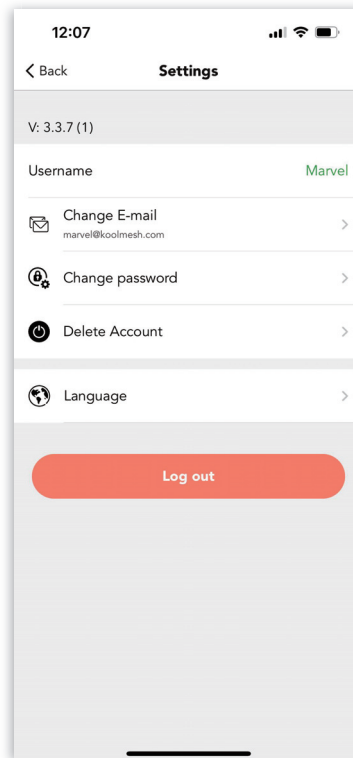 12:07
Back
Settings
V: 3.3.7 (1)
Username Marvel
Change E-mail
marvel@koolmesh.com
Change password
Delete Account
Language
Log out